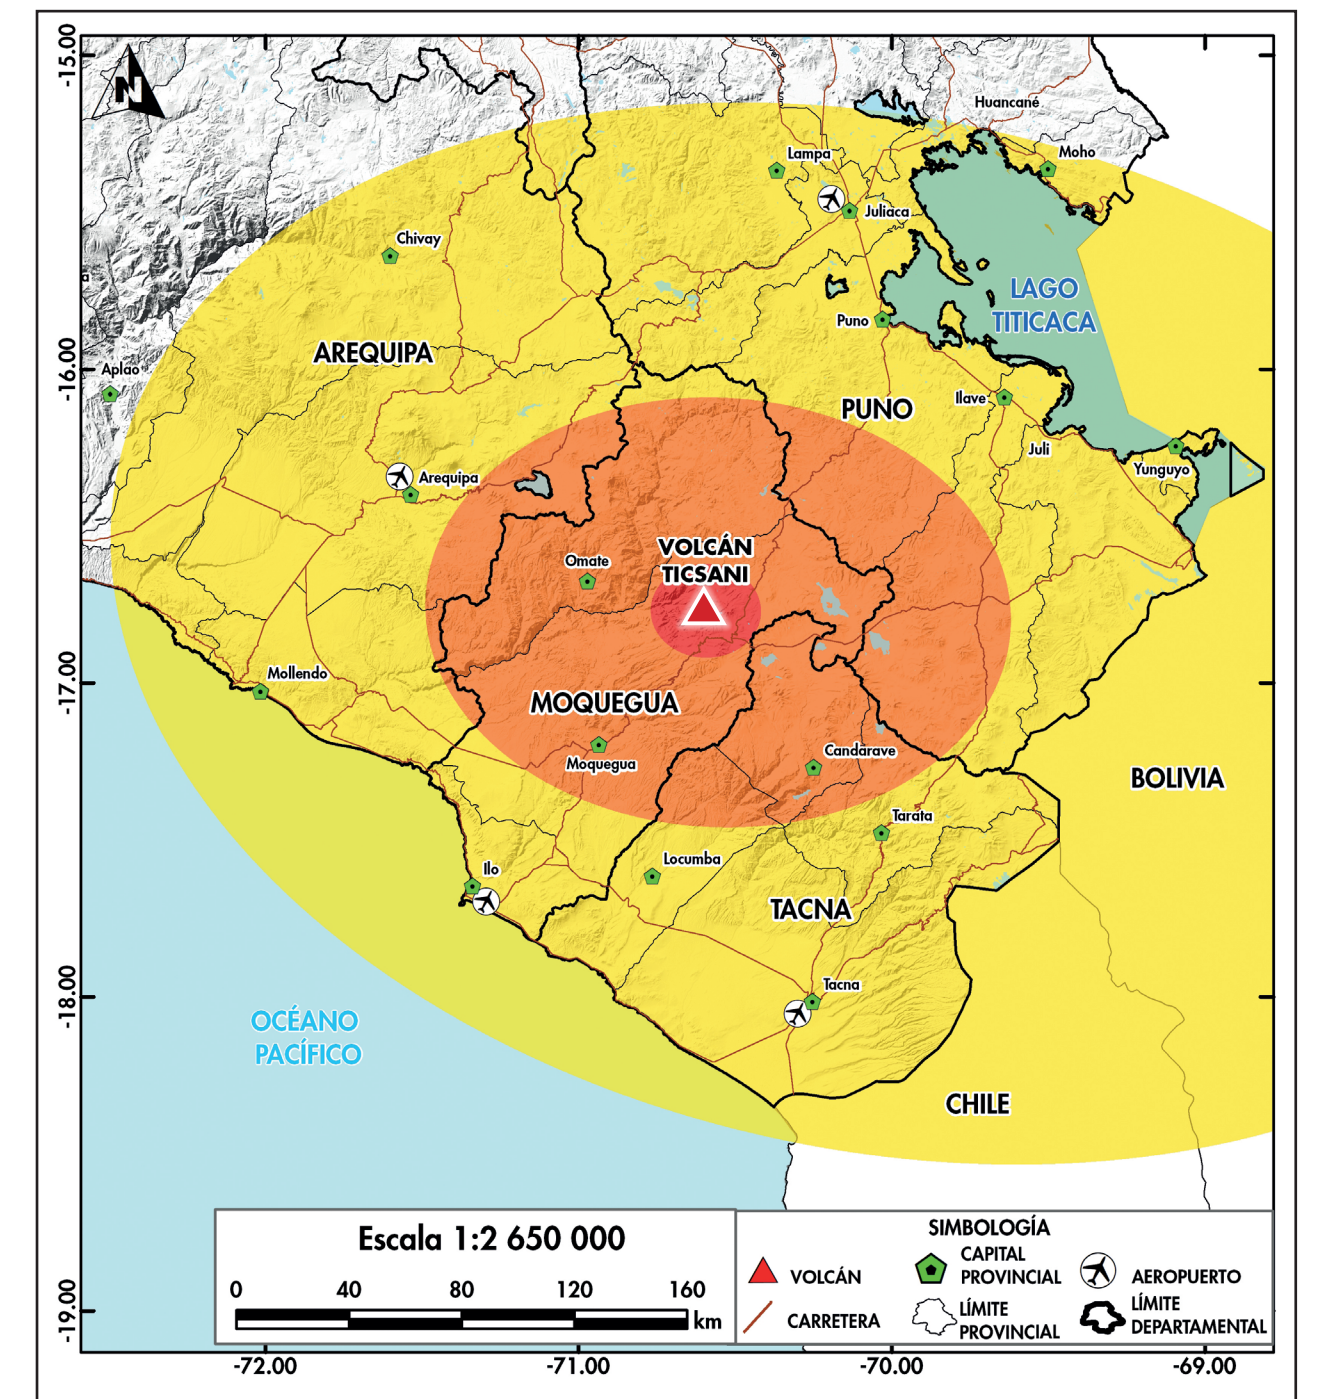 -15.00
-16.00
-17.00
-18.00
-19.00
N
Huancané
Lampa
Moho
Juliaca
Chivay
LAGO
TITICACA
Puno
AREQUIPA
Aplao
PUNO
Ilave
Juli
Yunguyo
Arequipa
VOLCÁN
TICSANI
Omate
Mollendo
MOQUEGUA
Moquegua
Candarave
BOLIVIA
Tarata
Ilo
Locumba
TACNA
Tacna
OCÉANO
PACÍFICO
CHILE
Escala 1:2 650 000
0 40 80 120 160
km
SIMBOLOGÍA
VOLCÁN
CAPITAL
PROVINCIAL
AEROPUERTO
CARRETERA
LÍMITE
PROVINCIAL
LÍMITE
DEPARTAMENTAL
-72.00 -71.00 -70.00 -69.00